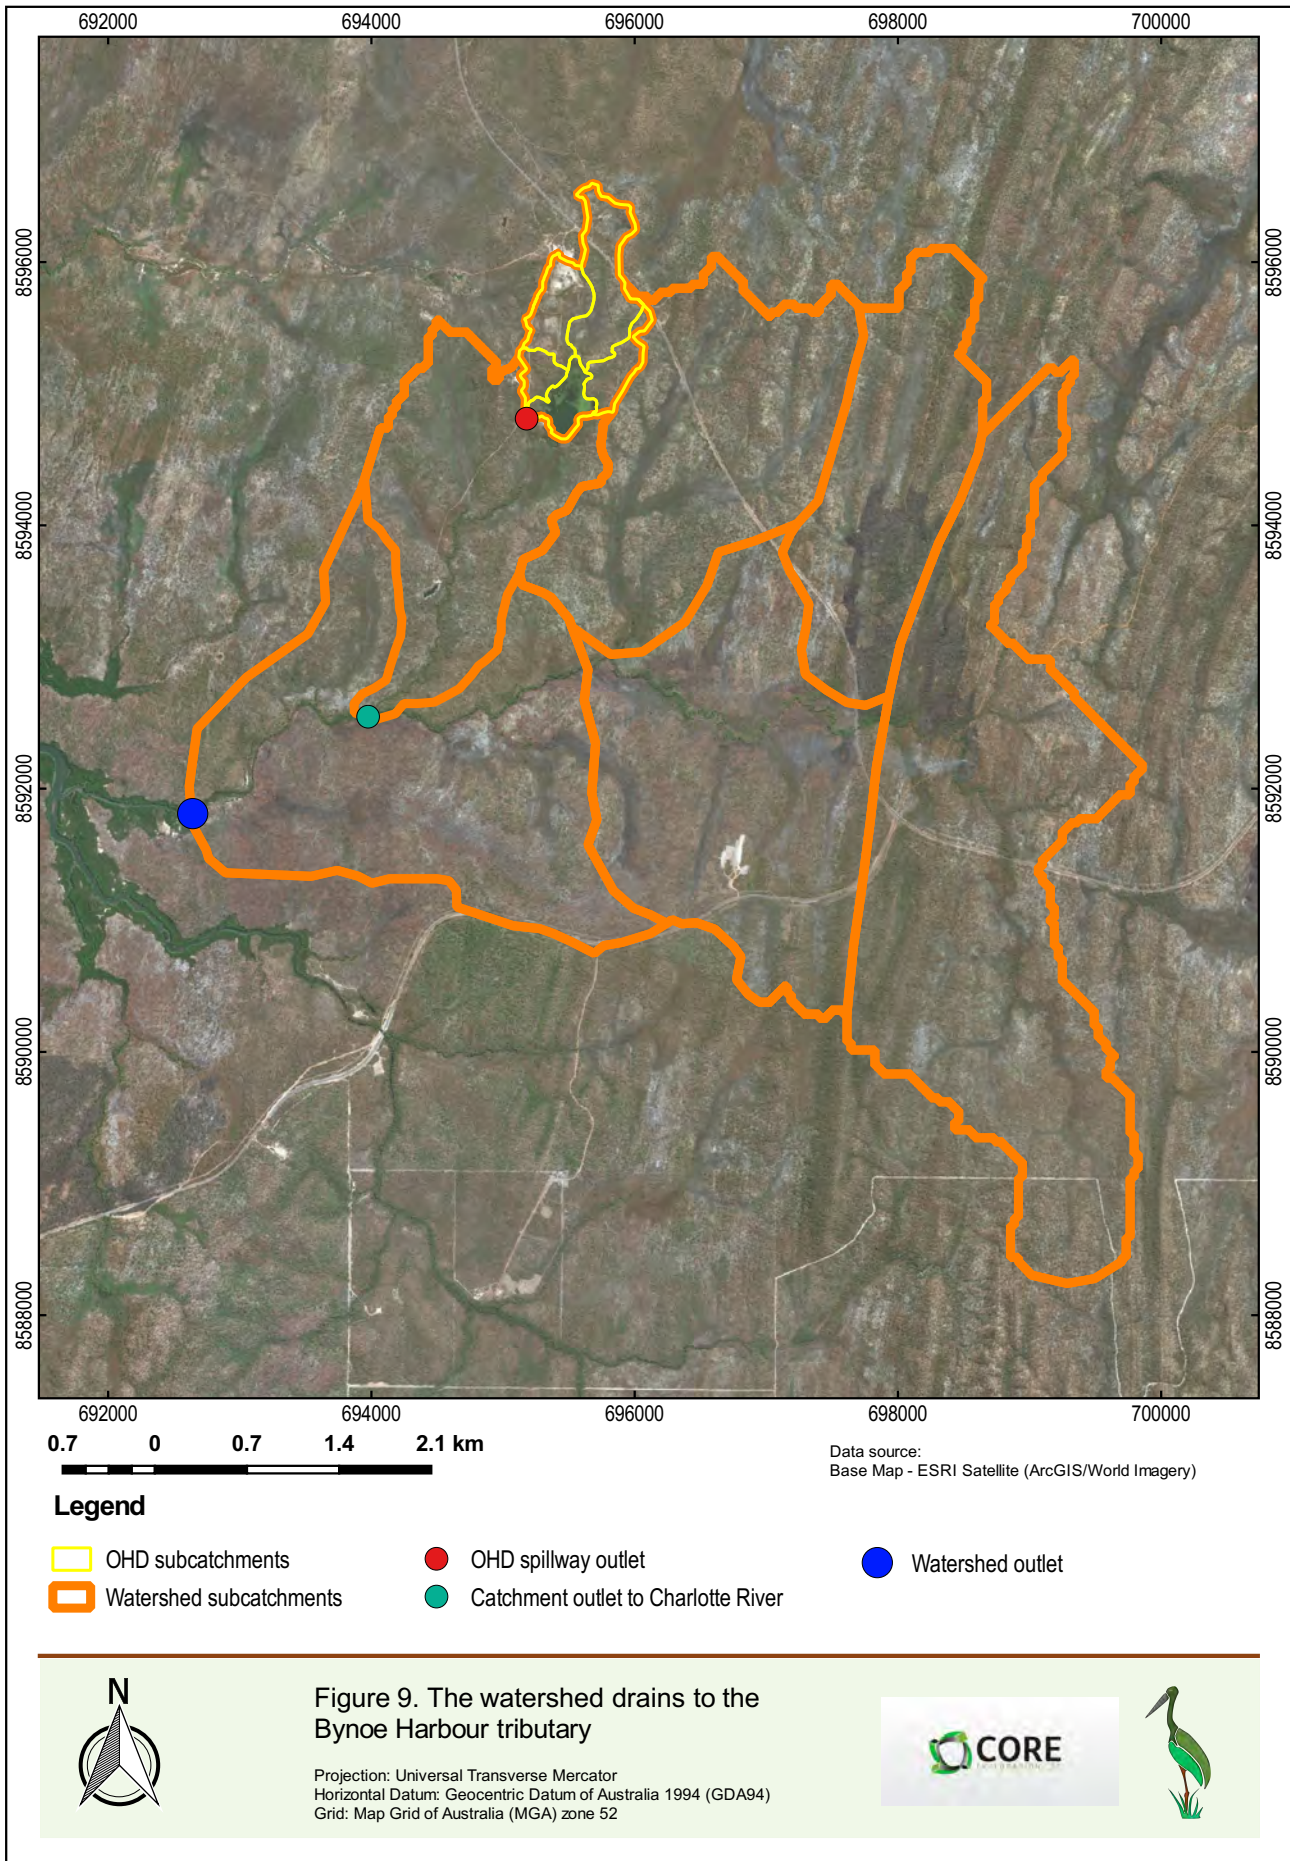 692000 694000 696000 698000 700000
8596000 8596000
8594000 8594000
8592000 8592000
8590000 8590000
8588000 8588000
692000 694000 696000 698000 700000
0.7 0 0.7 1.4 2.1 km
Data source:
Base Map - ESRI Satellite (ArcGIS/World Imagery)
Legend
OHD subcatchments
Watershed subcatchments
OHD spillway outlet
Catchment outlet to Charlotte River
Watershed outlet
N
Figure 9. The watershed drains to the
Bynoe Harbour tributary
Projection: Universal Transverse Mercator
Horizontal Datum: Geocentric Datum of Australia 1994 (GDA94)
Grid: Map Grid of Australia (MGA) zone 52
CORE